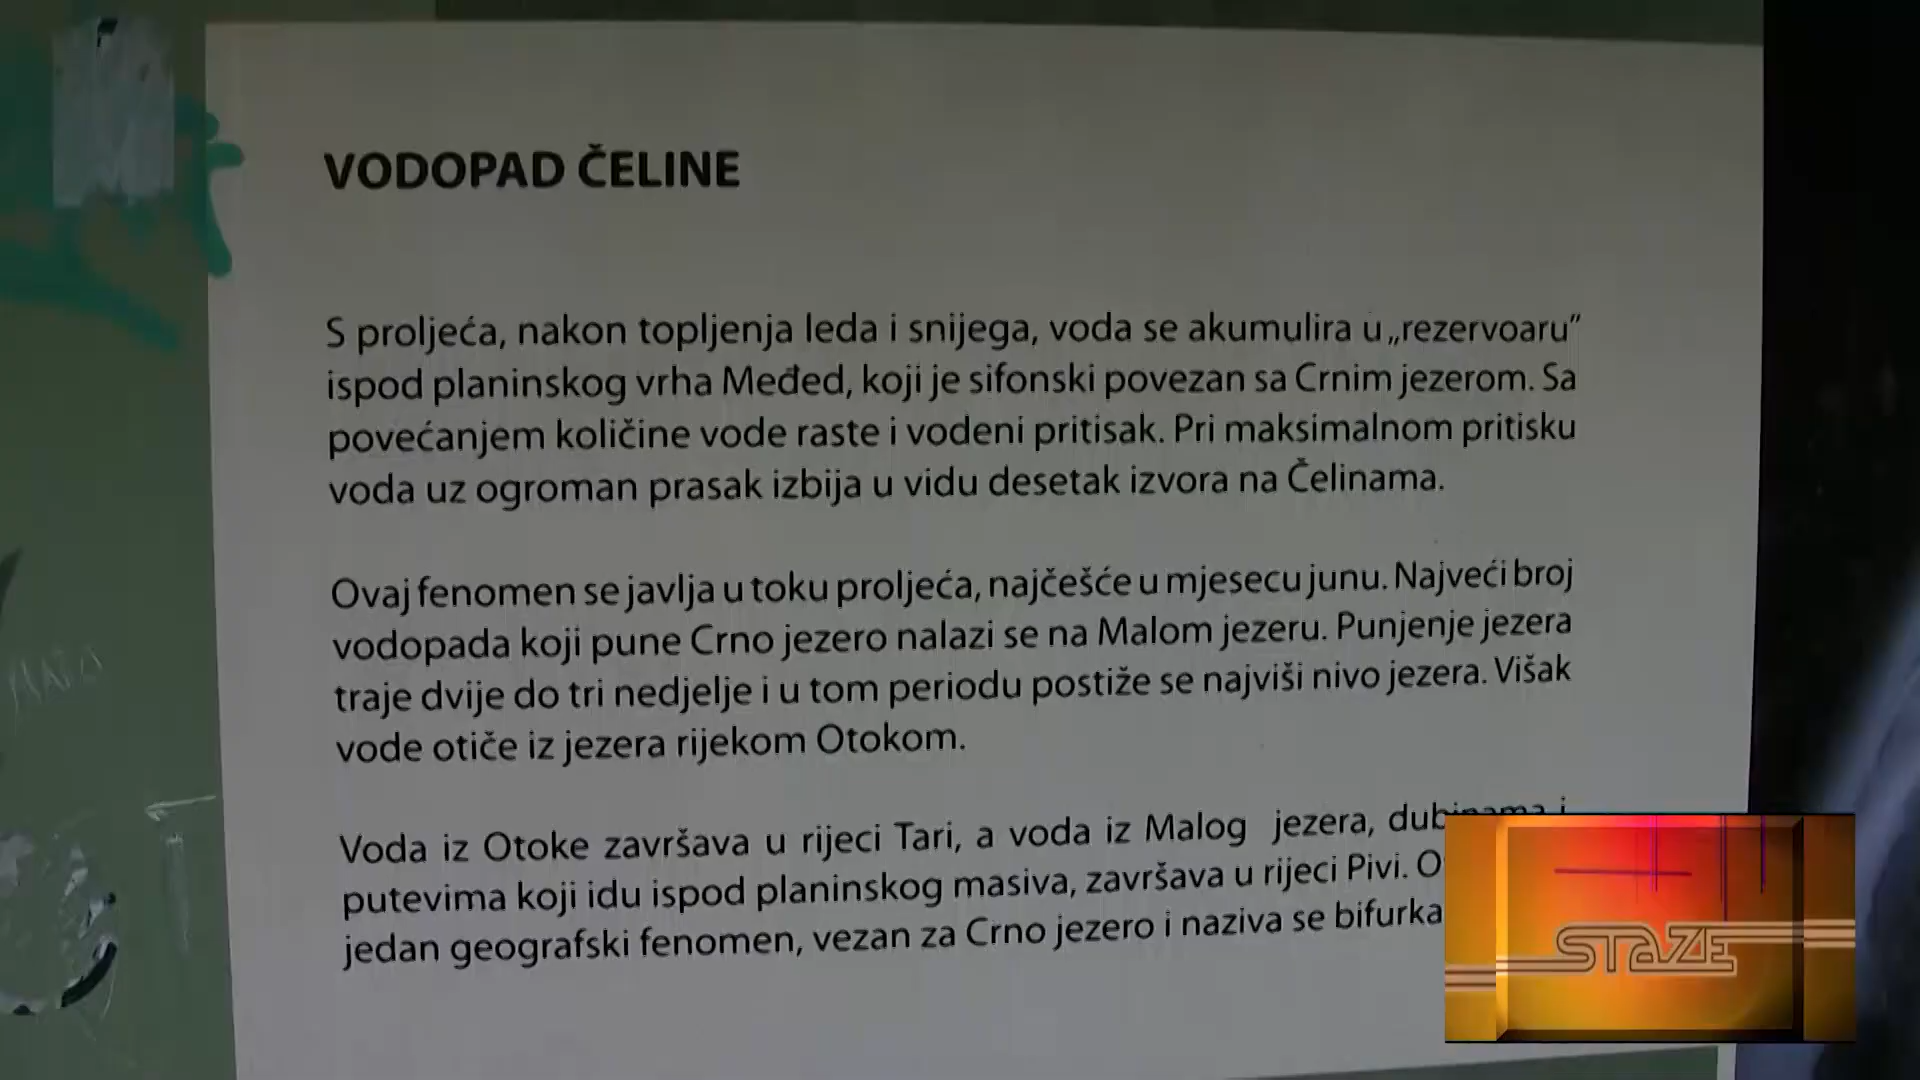 VODOPAD ČELINE
S proljeća, nakon topljenja leda i snijega, voda se akumulira u „rezervoaru”
ispod planinskog vrha Međed, koji je sifonski povezan sa Crnim jezerom. Sa
povećanjem količine vode raste i vodeni pritisak. Pri maksimalnom pritisku
voda uz ogroman prasak izbija u vidu desetak izvora na Čelinama.
Ovaj fenomen se javlja u toku proljeća, najčešće u mjesecu junu. Najveći broj
vodopada koji pune Crno jezero nalazi se na Malom jezeru. Punjenje jezera
traje dvije do tri nedjelje i u tom periodu postiže se najviši nivo jezera. Višak
vode otiče iz jezera rijekom Otokom.
Voda iz Otoke završava u rijeci Tari, a voda iz Malog jezera, dubinama i
putevima koji idu ispod planinskog masiva, završava u rijeci Pivi.
jedan geografski fenomen, vezan za Crno jezero i naziva se
STAZE